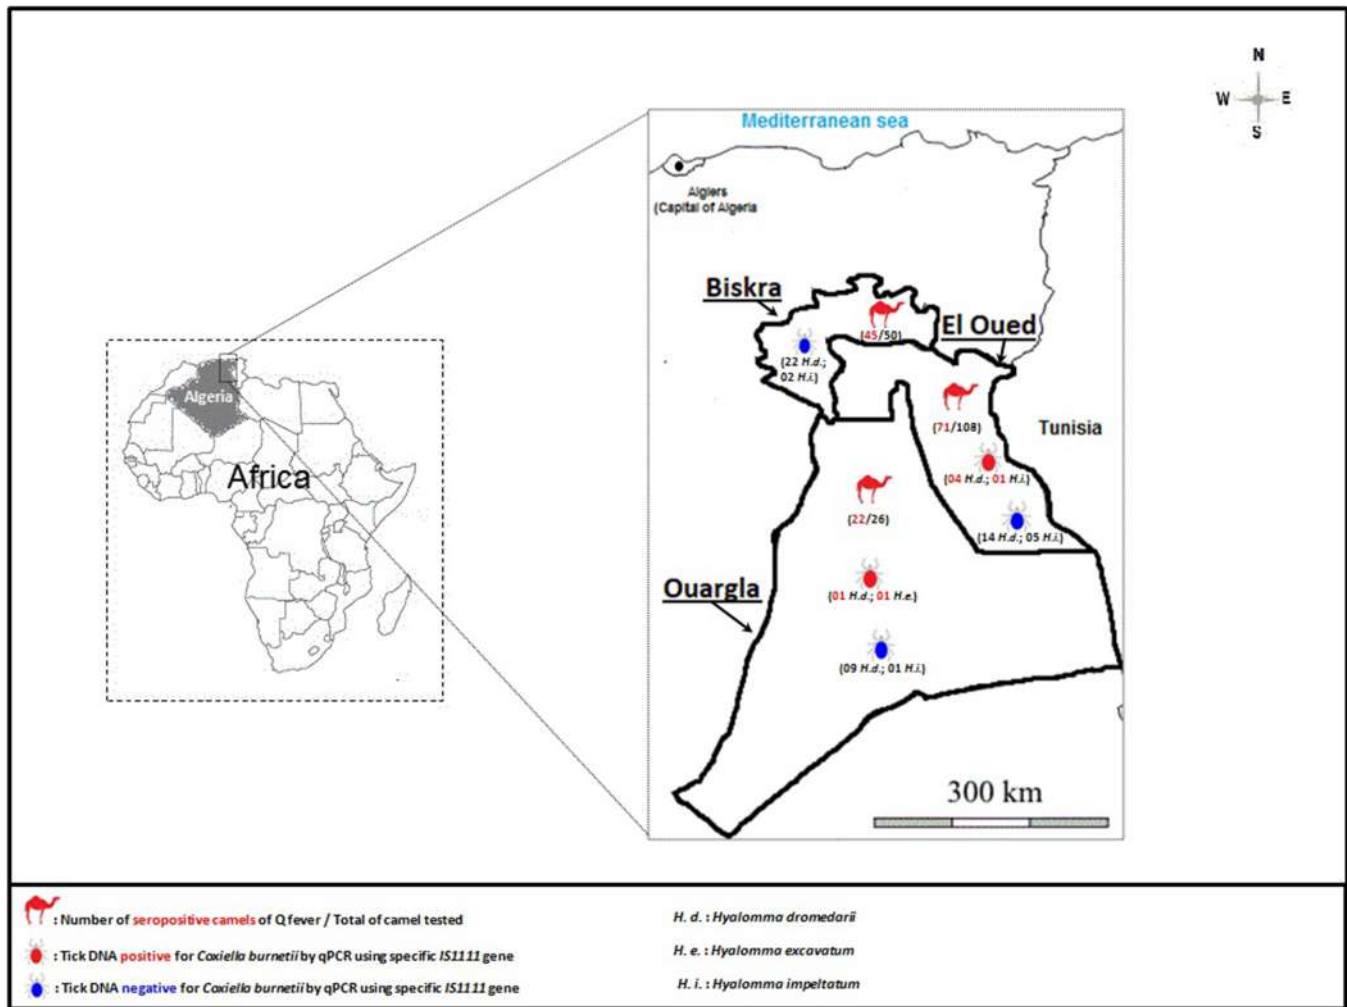 N
W E
S
Mediterranean sea
Algiers
(Capital of Algeria
Biskra
(45/50)
El Oued
(22 H.d.;
02 H.i.)
Algeria
Africa
(71/108)
Tunisia
(04 H.d.; 01 H.i.)
(22/26)
(14 H.d.; 05 H.i.)
Ouargla
(01 H.d.; 01 H.e.)
(09 H.d.; 01 H.i.)
300 km
: Number of seropositive camels of Q fever / Total of camel tested
: Tick DNA positive for Coxiella burnetii by qPCR using specific IS1111 gene
: Tick DNA negative for Coxiella burnetii by qPCR using specific IS1111 gene
H. d. : Hyalomma dromedarii
H. e. : Hyalomma excavatum
H. i. : Hyalomma impeltatum